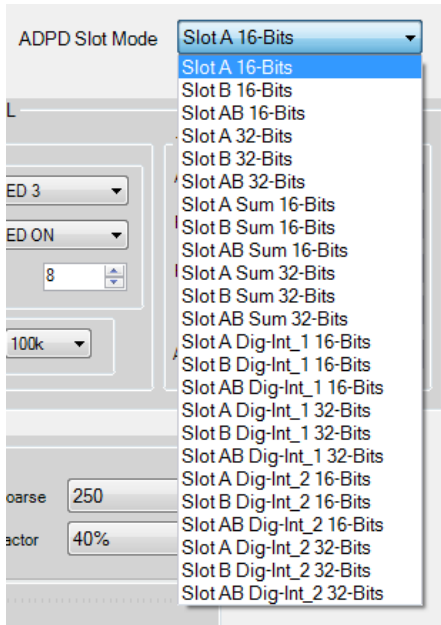 ADPD Slot Mode
Slot A 16-Bits
Slot A 16-Bits
Slot B 16-Bits
Slot AB 16-Bits
Slot A 32-Bits
Slot B 32-Bits
Slot AB 32-Bits
Slot A Sum 16-Bits
Slot B Sum 16-Bits
Slot AB Sum 16-Bits
Slot A Sum 32-Bits
Slot B Sum 32-Bits
Slot AB Sum 32-Bits
Slot A Dig-Int_1 16-Bits
Slot B Dig-Int_1 16-Bits
Slot AB Dig-Int_1 16-Bits
Slot A Dig-Int_1 32-Bits
Slot B Dig-Int_1 32-Bits
Slot AB Dig-Int_1 32-Bits
Slot A Dig-Int_2 16-Bits
Slot B Dig-Int_2 16-Bits
Slot AB Dig-Int_2 16-Bits
Slot A Dig-Int_2 32-Bits
Slot B Dig-Int_2 32-Bits
Slot AB Dig-Int_2 32-Bits
L
ED 3
ED ON
8
100k
oarse 250
actor 40%